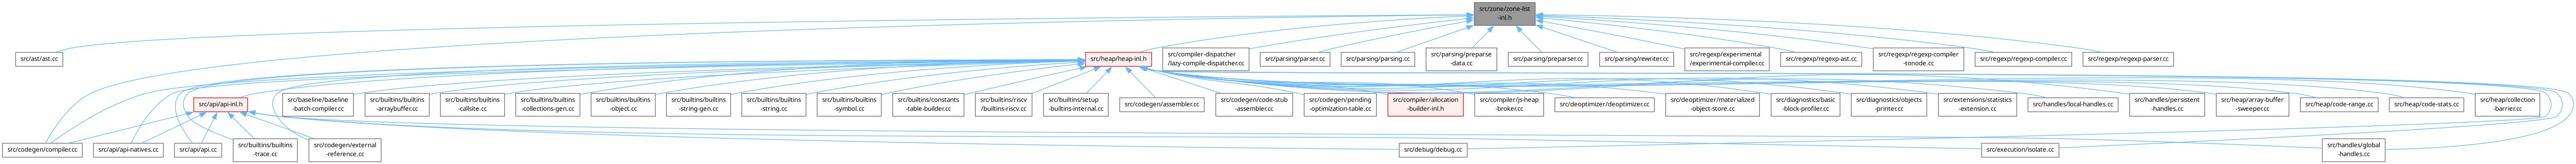 src/zone/zone-list
-inl.h
src/ast/ast.cc
src/heap/heap-inl.h
src/compiler-dispatcher
/lazy-compile-dispatcher.cc
src/parsing/parser.cc
src/parsing/parsing.cc
src/parsing/preparse
-data.cc
src/parsing/preparser.cc
src/parsing/rewriter.cc
src/regexp/experimental
/experimental-compiler.cc
src/regexp/regexp-ast.cc
src/regexp/regexp-compiler
-tonode.cc
src/regexp/regexp-compiler.cc
src/regexp/regexp-parser.cc
src/api/api-inl.h
src/baseline/baseline
-batch-compiler.cc
src/builtins/builtins
-arraybuffer.cc
src/builtins/builtins
-callsite.cc
src/builtins/builtins
-collections-gen.cc
src/builtins/builtins
-object.cc
src/builtins/builtins
-string-gen.cc
src/builtins/builtins
-string.cc
src/builtins/builtins
-symbol.cc
src/builtins/constants
-table-builder.cc
src/builtins/riscv
/builtins-riscv.cc
src/builtins/setup
-builtins-internal.cc
src/codegen/assembler.cc
src/codegen/code-stub
-assembler.cc
src/codegen/pending
-optimization-table.cc
src/compiler/allocation
-builder-inl.h
src/compiler/js-heap
-broker.cc
src/deoptimizer/deoptimizer.cc
src/deoptimizer/materialized
-object-store.cc
src/diagnostics/basic
-block-profiler.cc
src/diagnostics/objects
-printer.cc
src/extensions/statistics
-extension.cc
src/handles/local-handles.cc
src/handles/persistent
-handles.cc
src/heap/array-buffer
-sweeper.cc
src/heap/code-range.cc
src/heap/code-stats.cc
src/heap/collection
-barrier.cc
src/codegen/compiler.cc
src/api/api-natives.cc
src/api/api.cc
src/builtins/builtins
-trace.cc
src/codegen/external
-reference.cc
src/debug/debug.cc
src/execution/isolate.cc
src/handles/global
-handles.cc